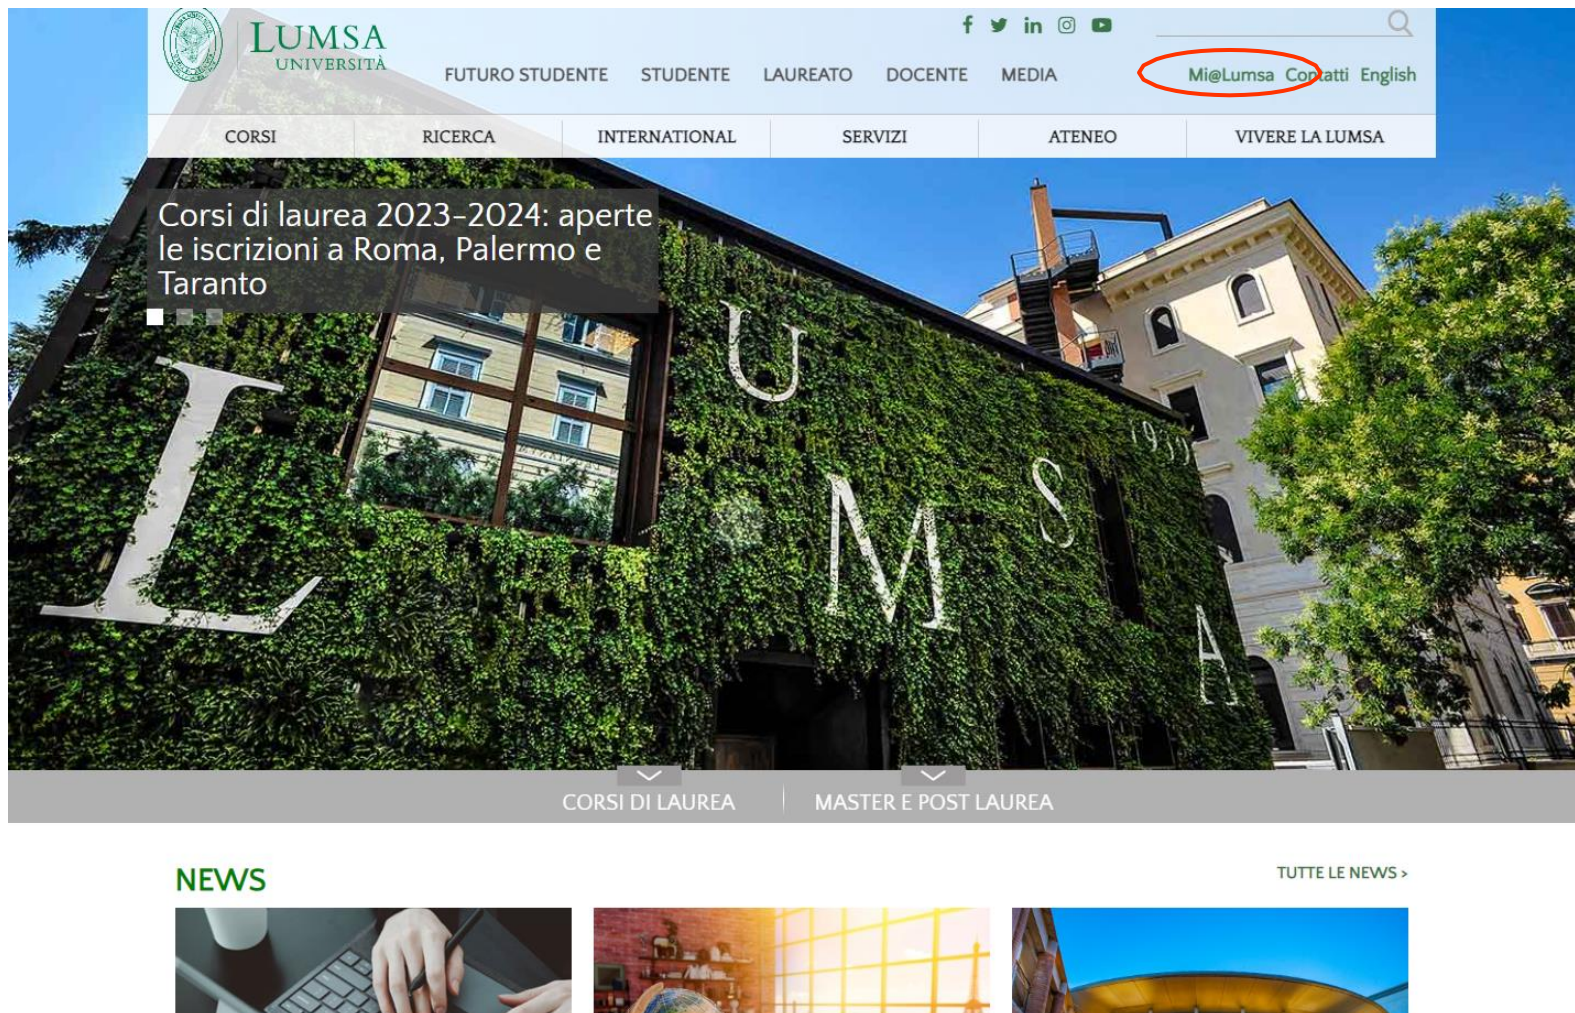 LUMSA
UNIVERSITÀ
FUTURO STUDENTE STUDENTE LAUREATO DOCENTE MEDIA
Mi@Lumsa Contatti English
CORSI RICERCA INTERNATIONAL SERVIZI ATENEO VIVERE LA LUMSA
Corsi di laurea 2023-2024: aperte
le iscrizioni a Roma, Palermo e
Taranto
L U M S A
1939
CORSI DI LAUREA MASTER E POST LAUREA
NEWS
TUTTE LE NEWS >